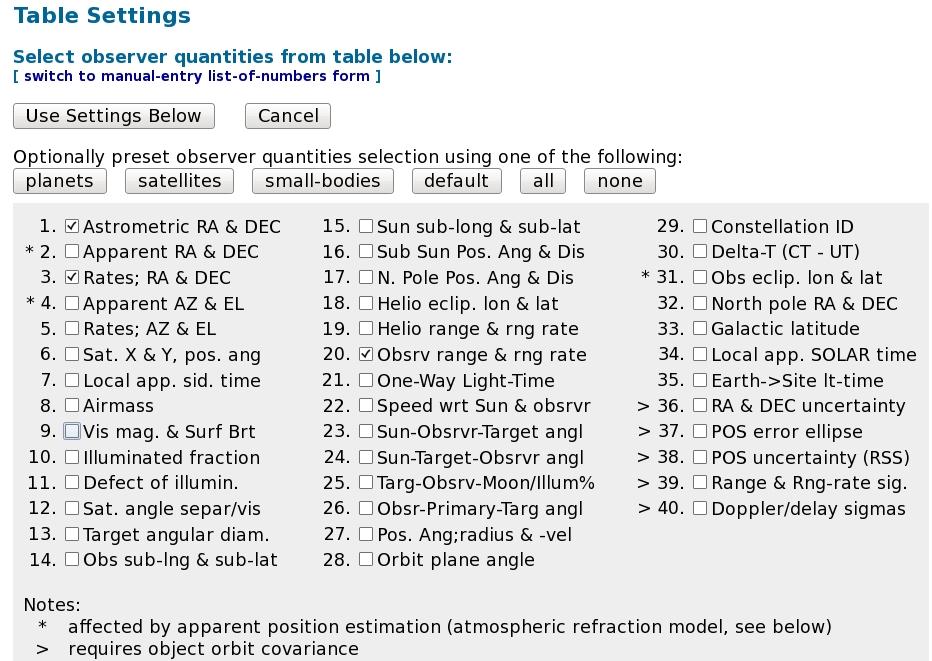 Table Settings
Select observer quantities from table below:
[ switch to manual-entry list-of-numbers form ]
Use Settings Below Cancel
Optionally preset observer quantities selection using one of the following:
planets satellites small-bodies default all none
1. Astrometric RA & DEC 15. Sun sub-long & sub-lat 29. Constellation ID
* 2. Apparent RA & DEC 16. Sub Sun Pos. Ang & Dis 30. Delta-T (CT - UT)
3. Rates; RA & DEC 17. N. Pole Pos. Ang & Dis * 31. Obs eclip. lon & lat
* 4. Apparent AZ & EL 18. Helio eclip. lon & lat 32. North pole RA & DEC
5. Rates; AZ & EL 19. Helio range & rng rate 33. Galactic latitude
6. Sat. X & Y, pos. ang 20. Obsrv range & rng rate 34. Local app. SOLAR time
7. Local app. sid. time 21. One-Way Light-Time 35. Earth->Site lt-time
8. Airmass 22. Speed wrt Sun & obsrvr > 36. RA & DEC uncertainty
9. Vis mag. & Surf Brt 23. Sun-Obsrvr-Target angl > 37. POS error ellipse
10. Illuminated fraction 24. Sun-Target-Obsrvr angl > 38. POS uncertainty (RSS)
11. Defect of illumin. 25. Targ-Obsrv-Moon/Illum% > 39. Range & Rng-rate sig.
12. Sat. angle separ/vis 26. Obsr-Primary-Targ angl > 40. Doppler/delay sigmas
13. Target angular diam. 27. Pos. Ang;radius & -vel
14. Obs sub-lng & sub-lat 28. Orbit plane angle
Notes:
* affected by apparent position estimation (atmospheric refraction model, see below)
> requires object orbit covariance